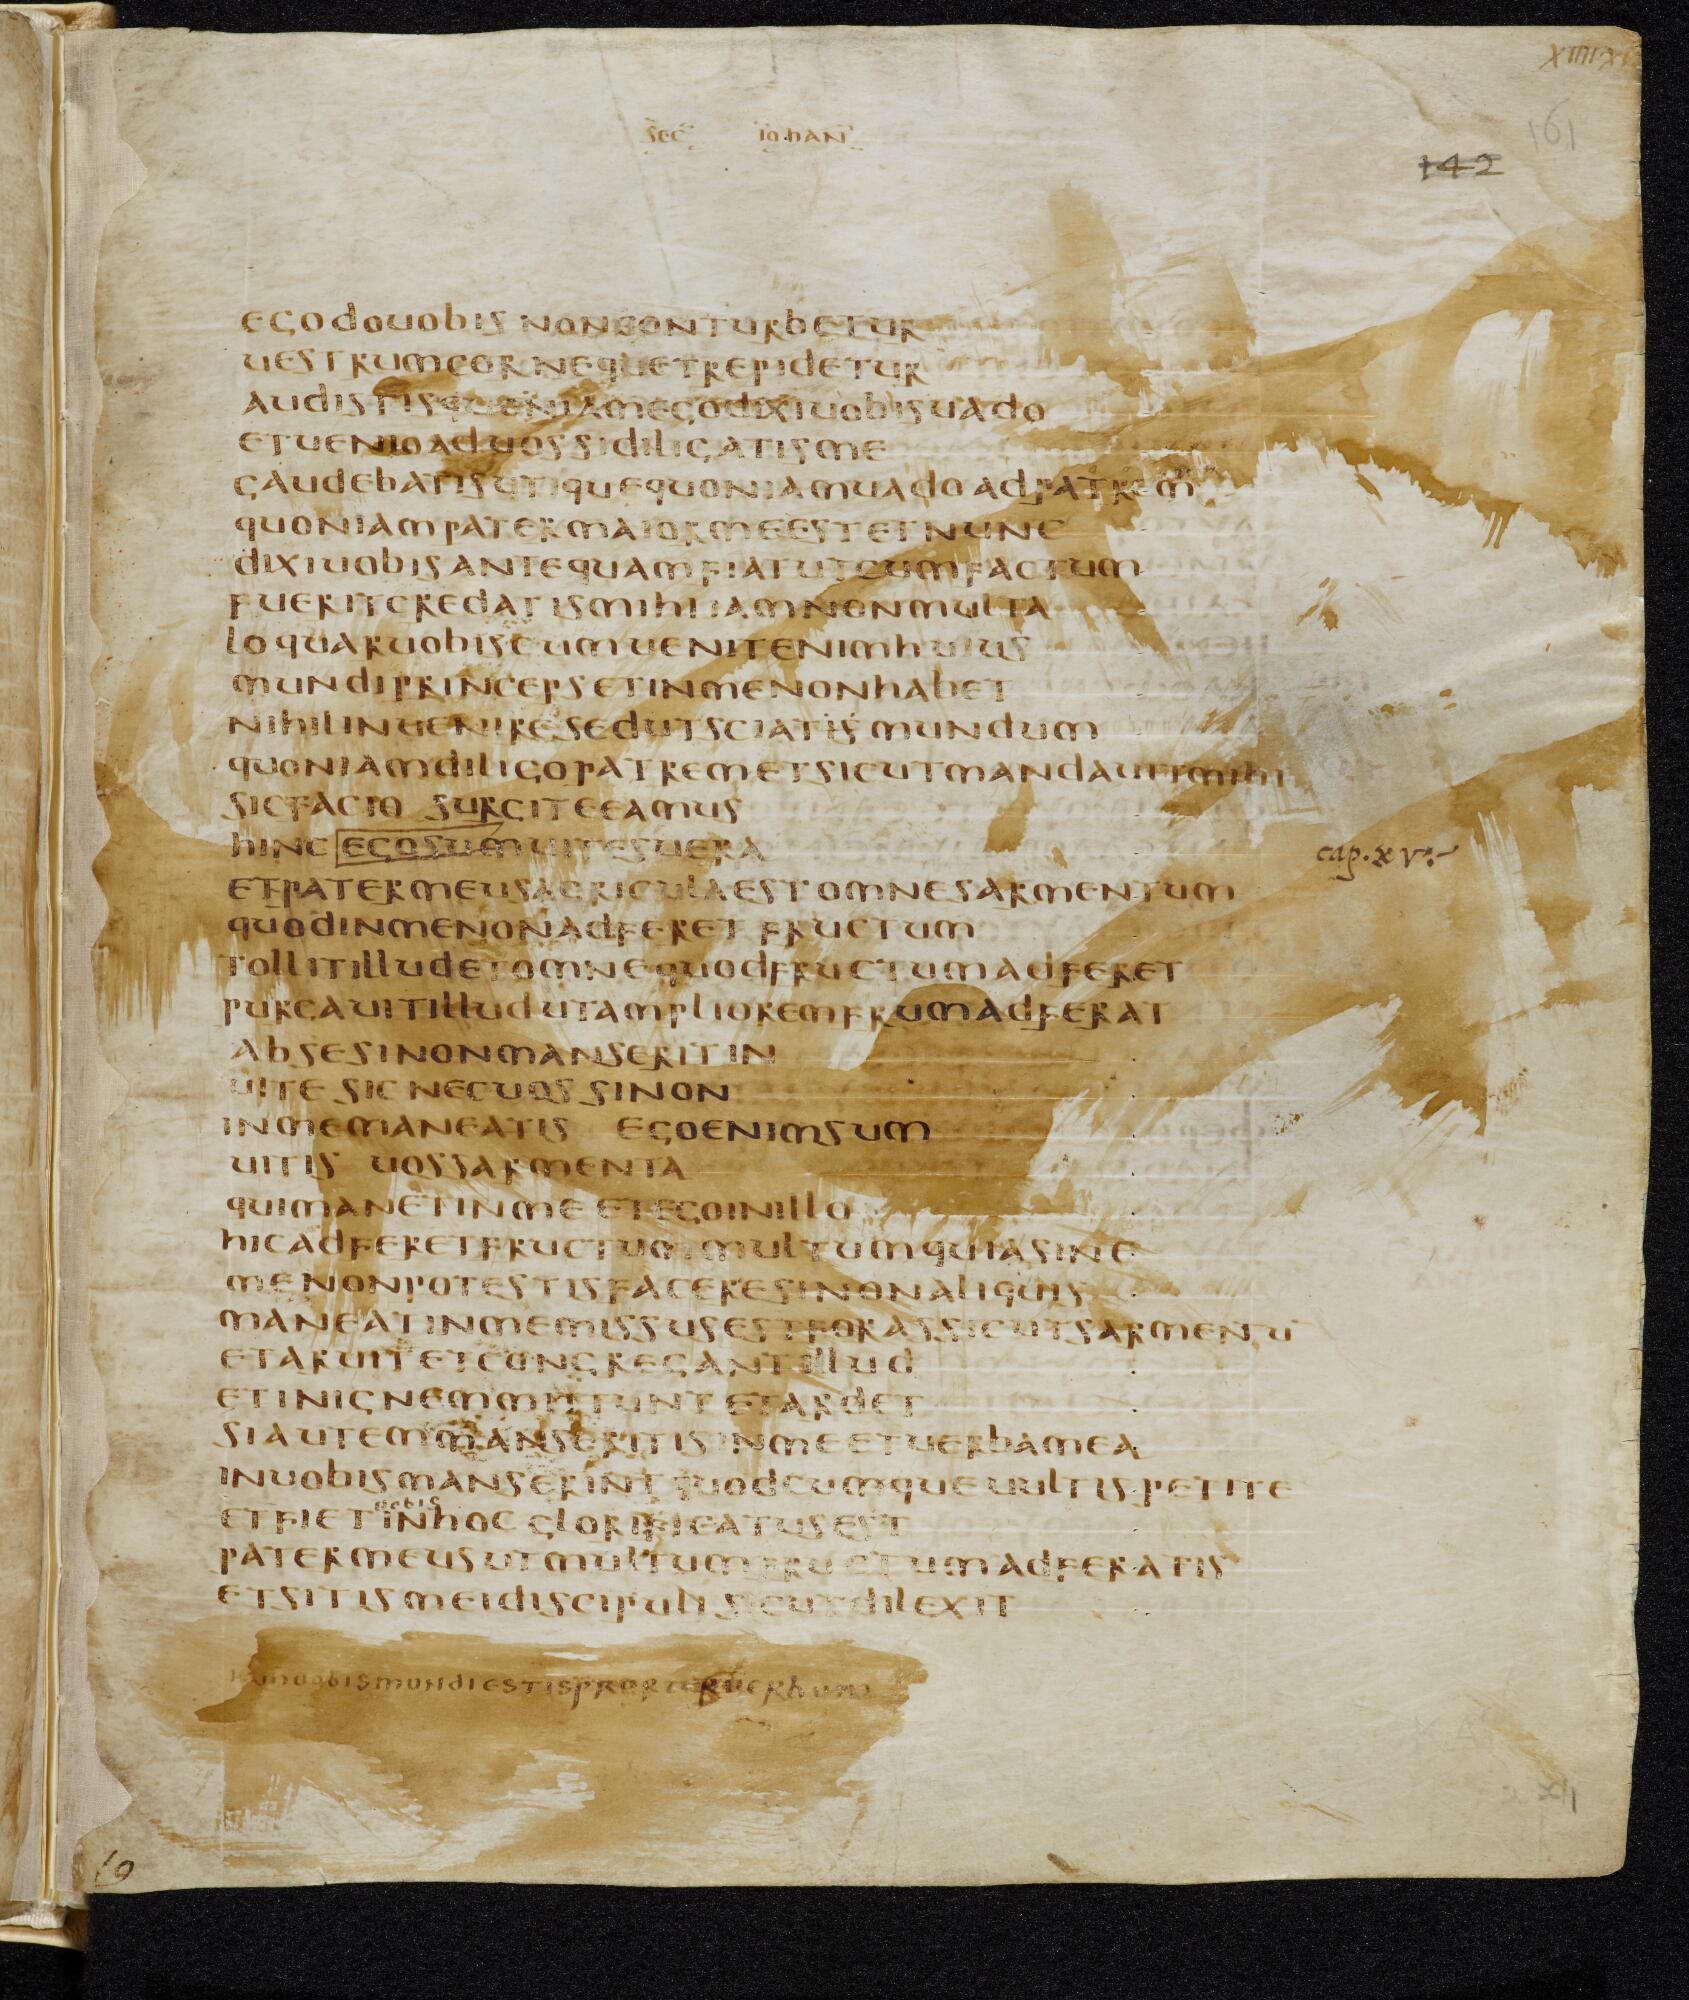 XIIII·XV
SEC IOhAN
161
142
EGO dO UOBIS NON CONTURBETUR
UESTRUM COR NEQUE TREPIDETUR
AUDISTIS QUONIAM EGO DIXI UOBIS UADO
ET UENIO AD UOS SI DILIGATIS ME
GAUDEBATIS UTIQUE QUONIAM UADO AD PATREM
QUONIAM PATER MAIOR ME EST ET NUNC
DIXI UOBIS ANTEQUAM FIAT UT CUM FACTUM
FUERIT CREDATIS MIHI IAM NON MULTA
LOQUAR UOBISCUM UENIT ENIM HUIUS
MUNDI PRINCEPS ET IN ME NON HABET
NIHIL INUENIRE SED UT SCIAT IS MUNDUM
QUONIAM DILIGO PATREM ET SICUT MANDAUIT MIHI
SIC FACIO SURGITE EAMUS
HINC EGO SUM UITES UERA
cap. XV
ET PATER MEUS AGRICULA EST OMNE SARMENTUM
QUOD IN ME NON ADFERET FRUCTUM
TOLLIT ILLUD ET OMNE QUOD FRUCTUM ADFERET
PURGAUIT ILLUD UT AMPLIOREM FRUM ADFERAT
AB SE SI NON MANSERIT IN
UITE SIC NEC UOS SI NON
IN ME MANEATIS EGO ENIM SUM
UITIS UOS SARMENTA
QUI MANET IN ME ET EGO IN ILLO
HIC ADFERET FRUCTUM MULTUM QUIA SINE
ME NON POTESTIS FACERE SI NON ALIQUIS
MANEAT IN ME MISSUS EST FORAS SICUT SARMENTU
ET ARUIT ET CONGREGANT ILLUD
ET IN IGNEM MITTUNT ET ARDET
SI AUTEM MANSERITIS IN ME ET UERBA MEA
IN UOBIS MANSERINT QUODCUMQUE UULTIS PETITE
uobis
ET FIET IN HOC GLORIFICATUS EST
PATER MEUS UT MULTUM FRUCTUM ADFERATIS
ET SITIS MEI DISCIPULI SICUT DILEXIT
IAM UOBIS MUNDI ESTIS PROPTER UERBUM
19